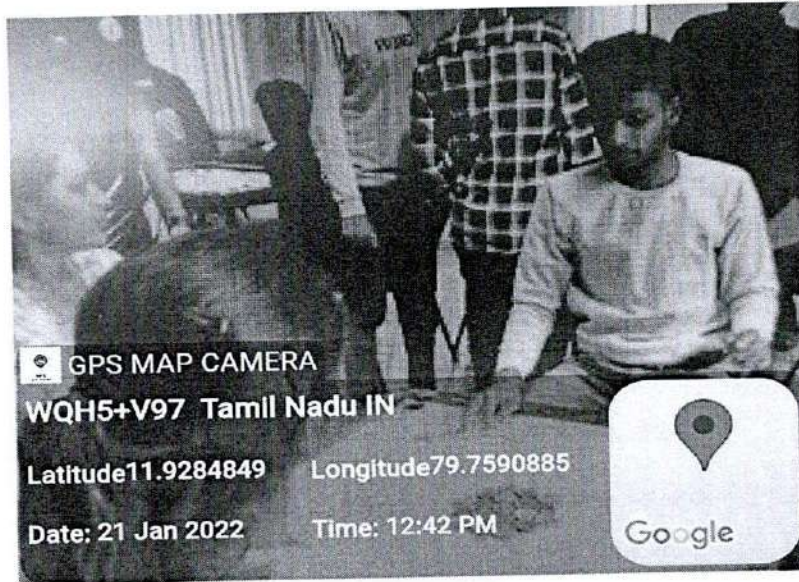 GPS MAP CAMERA
WQH5+V97 Tamil Nadu IN
Latitude11.9284849 Longitude79.7590885
Date: 21 Jan 2022 Time: 12:42 PM
Google